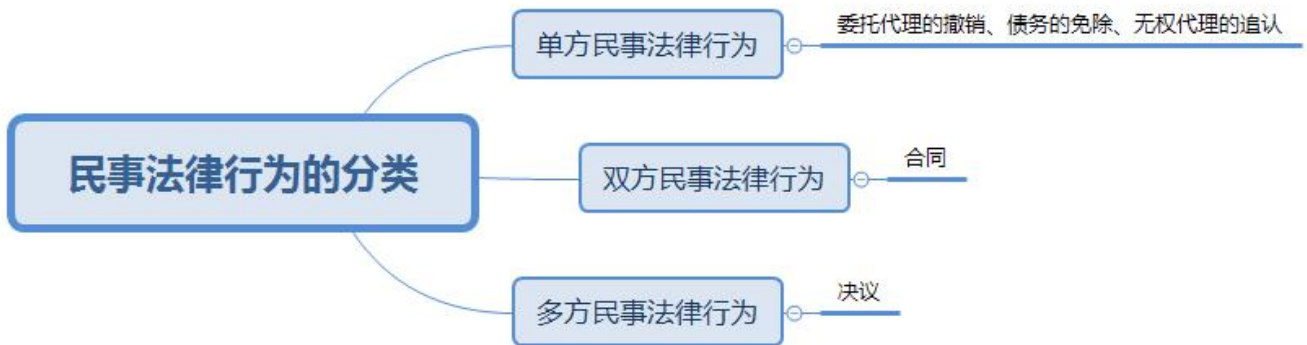 民事法律行为的分类
单方民事法律行为
委托代理的撤销、债务的免除、无权代理的追认
双方民事法律行为
合同
多方民事法律行为
决议